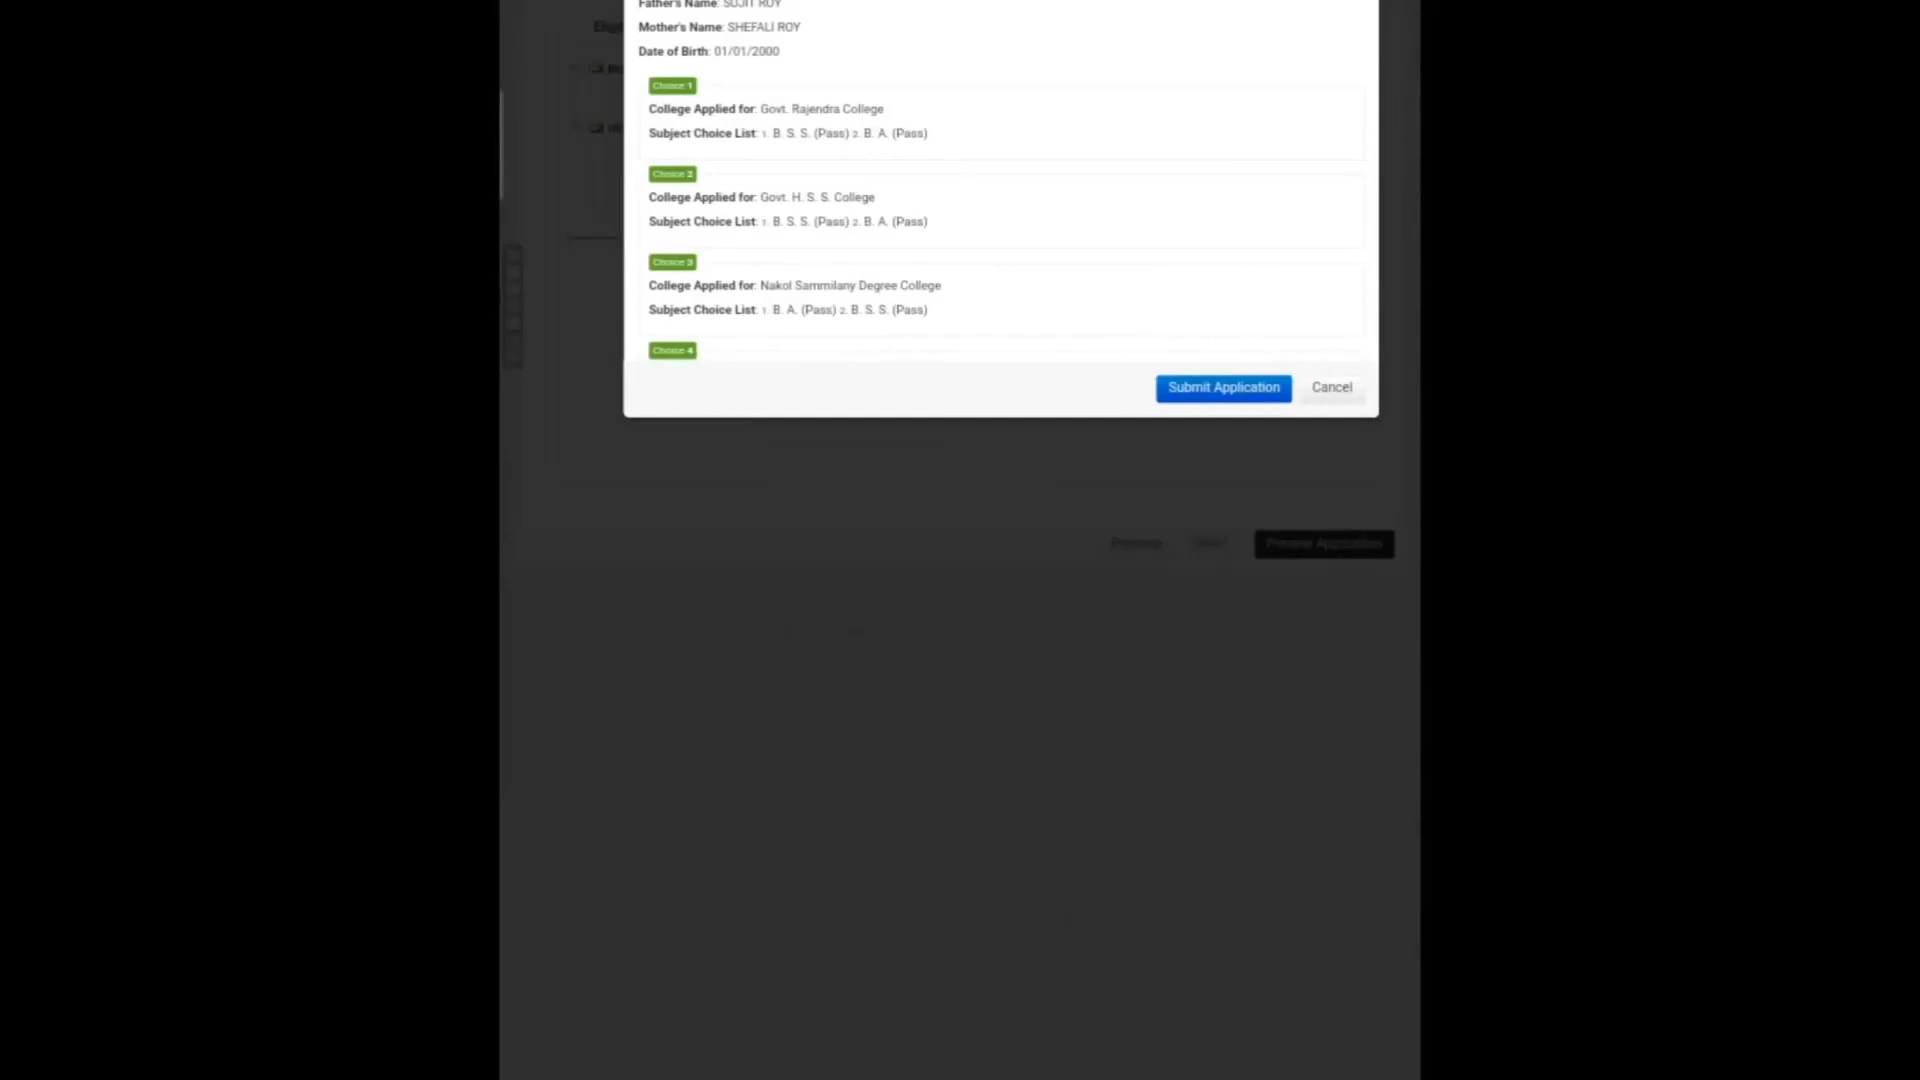 Father's Name: SUJIT ROY
Mother's Name: SHEFALI ROY
Date of Birth: 01/01/2000
Choice 1
College Applied for: Govt. Rajendra College
Subject Choice List: 1. B. S. S. (Pass) 2. B. A. (Pass)
Choice 2
College Applied for: Govt. H. S. S. College
Subject Choice List: 1. B. S. S. (Pass) 2. B. A. (Pass)
Choice 3
College Applied for: Nakol Sammilany Degree College
Subject Choice List: 1. B. A. (Pass) 2. B. S. S. (Pass)
Choice 4
Submit Application Cancel
Preview Application